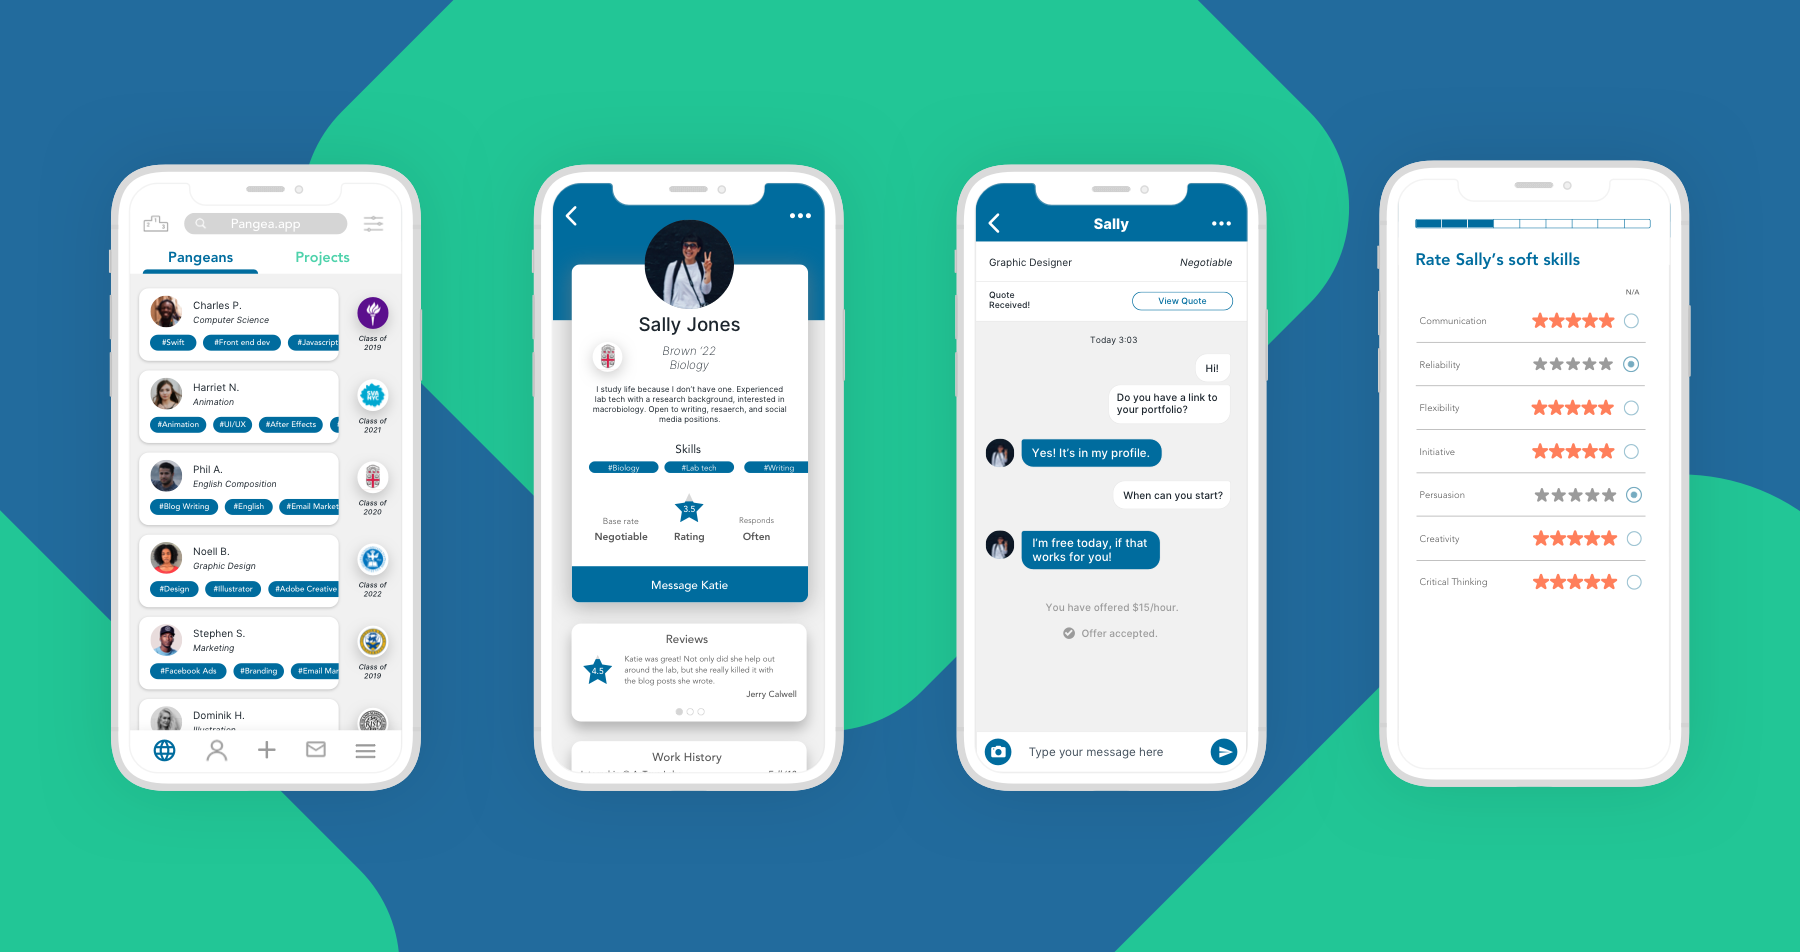 Pangea.app
Pangeans
Projects
Charles P.
Computer Science
#Swift
#Front end dev
#Javascript
Class of
2019
Harriet N.
Animation
#Animation
#UI/UX
#After Effects
SVA
NYC
Class of
2021
Phil A.
English Composition
#Blog Writing
#English
#Email Market
Class of
2020
Noell B.
Graphic Design
#Design
#Illustrator
#Adobe Creative
Class of
2022
Stephen S.
Marketing
#Facebook Ads
#Branding
#Email Mar
Class of
2019
Dominik H.
Illustration
Sally Jones
Brown '22
Biology
I study life because I don't have one. Experienced
lab tech with a research background, interested in
macrobiology. Open to writing, resaerch, and social
media positions.
Skills
#Biology
#Lab tech
#Writing
3.5
Base rate
Negotiable
Rating
Responds
Often
Message Katie
Reviews
4.5
Katie was great! Not only did she help out
around the lab, but she really killed it with
the blog posts she wrote.
Jerry Calwell
Work History
Sally
Graphic Designer
Negotiable
Quote
Received!
View Quote
Today 3:03
Hi!
Do you have a link to
your portfolio?
Yes! It's in my profile.
When can you start?
I'm free today, if that
works for you!
You have offered $15/hour.
Offer accepted.
Type your message here
Rate Sally's soft skills
N/A
Communication
Reliability
Flexibility
Initiative
Persuasion
Creativity
Critical Thinking